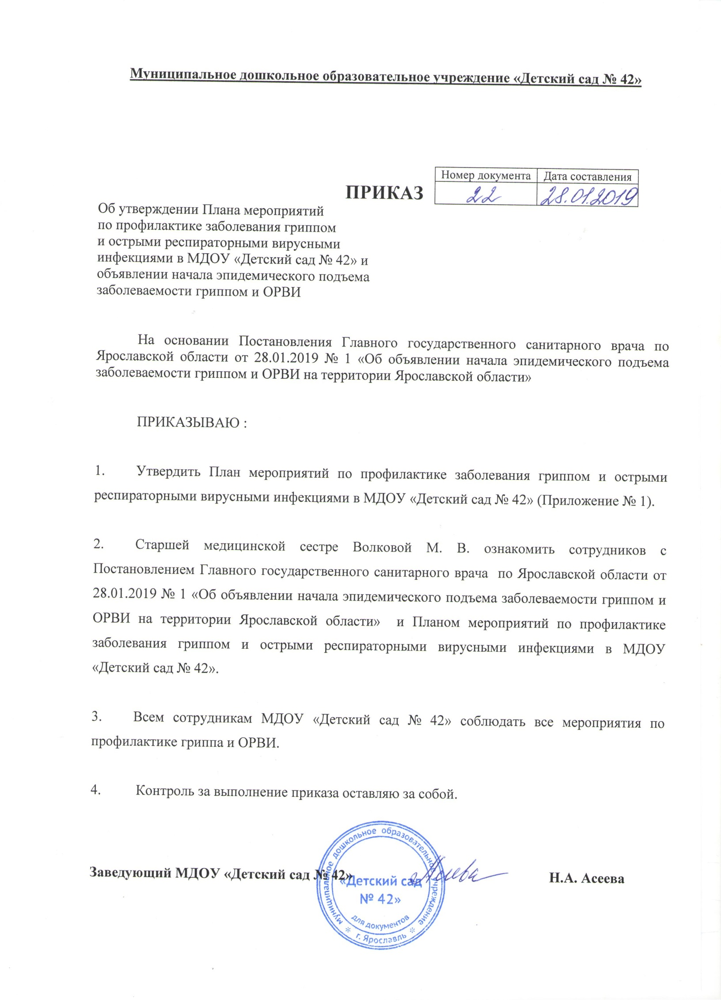 Муниципальное дошкольное образовательное учреждение «Детский сад № 42»
Номер документа Дата составления
ПРИКАЗ 22 28.01.2019
Об утверждении Плана мероприятий
по профилактике заболевания гриппом
и острыми респираторными вирусными
инфекциями в МДОУ «Детский сад № 42» и
объявлении начала эпидемического подъема
заболеваемости гриппом и ОРВИ
На основании Постановления Главного государственного санитарного врача по
Ярославской области от 28.01.2019 № 1 «Об объявлении начала эпидемического подъема
заболеваемости гриппом и ОРВИ на территории Ярославской области»
ПРИКАЗЫВАЮ :
1. Утвердить План мероприятий по профилактике заболевания гриппом и острыми
респираторными вирусными инфекциями в МДОУ «Детский сад № 42» (Приложение № 1).
2. Старшей медицинской сестре Волковой М. В. ознакомить сотрудников с
Постановлением Главного государственного санитарного врача по Ярославской области от
28.01.2019 № 1 «Об объявлении начала эпидемического подъема заболеваемости гриппом и
ОРВИ на территории Ярославской области» и Планом мероприятий по профилактике
заболевания гриппом и острыми респираторными вирусными инфекциями в МДОУ
«Детский сад № 42».
3. Всем сотрудникам МДОУ «Детский сад № 42» соблюдать все мероприятия по
профилактике гриппа и ОРВИ.
4. Контроль за выполнение приказа оставляю за собой.
Заведующий МДОУ «Детский сад № 42» Асеева Н.А. Асеева
муниципальное дошкольное образовательное учреждение
«Детский сад
№ 42»
для документов
* г. Ярославль *